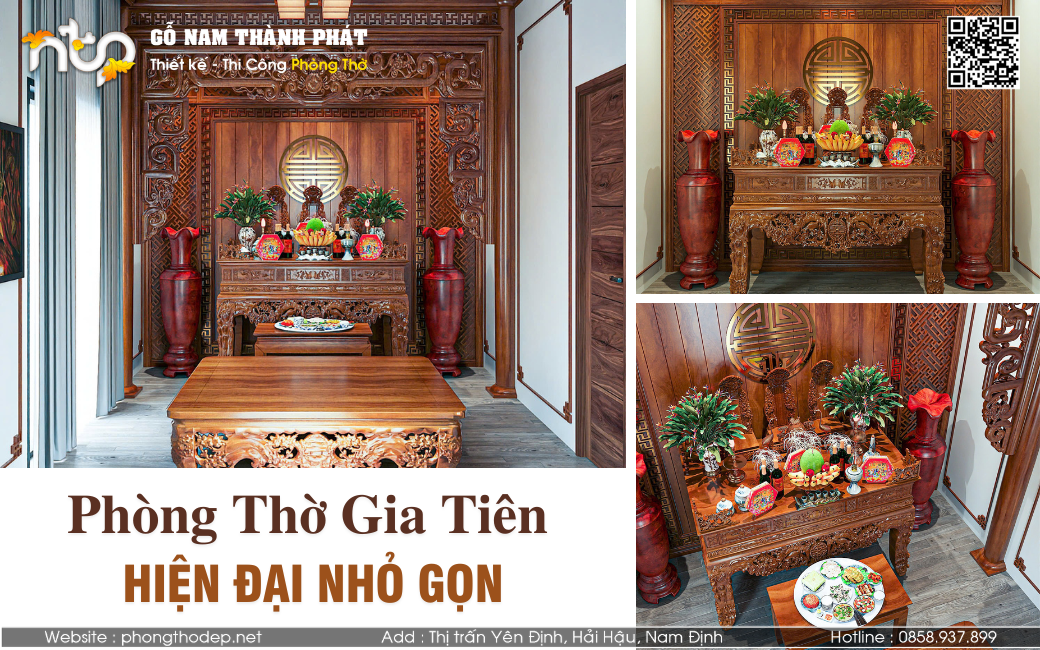 ntp
GỖ NAM THÀNH PHÁT
Thiết kế - Thi Công Phòng Thờ
Phòng Thờ Gia Tiên
HIỆN ĐẠI NHỎ GỌN
Website : phongthodep.net
Add : Thị trấn Yên Định, Hải Hậu, Nam Định
Hotline : 0858.937.899